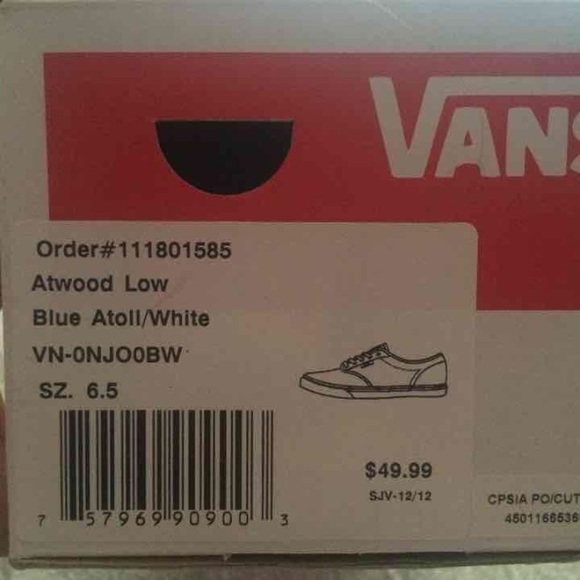 VANS
Order#111801585
Atwood Low
Blue Atoll/White
VN-0NJO0BW
SZ. 6.5
$49.99
SJV-12/12
CPSIA PO/CUT
4501166536
7 57969 90900 3